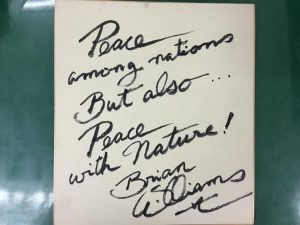 Peace
among nations
But also...
Peace
with Nature!
Brian
Williams